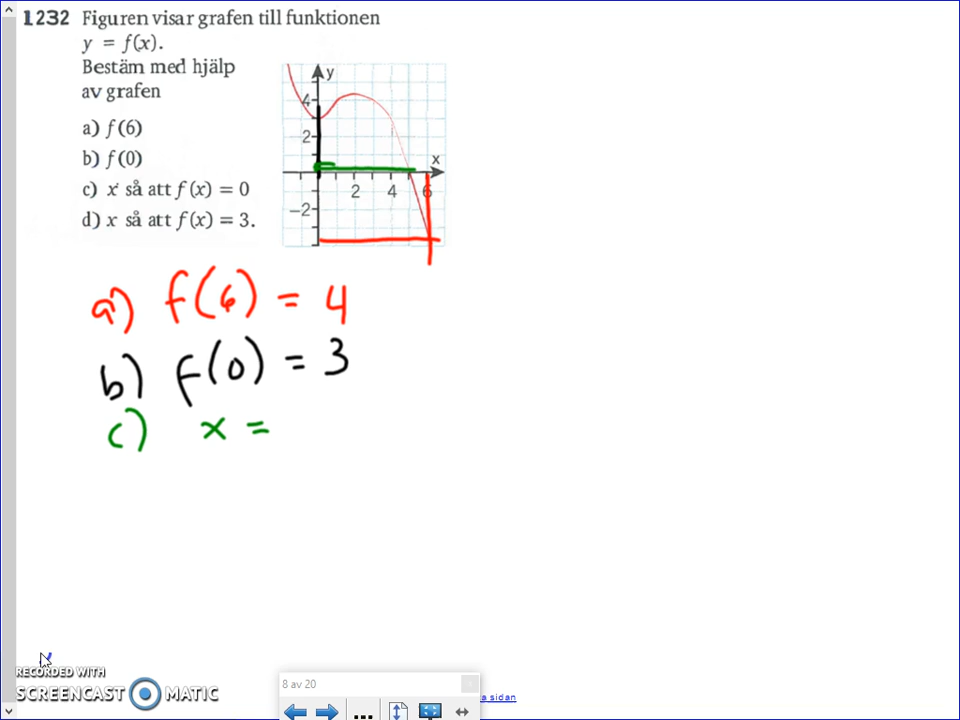 1232 Figuren visar grafen till funktionen
y = f(x).
Bestäm med hjälp
av grafen
a) f(6)
b) f(0)
c) x så att f(x) = 0
d) x så att f(x) = 3.
y
4
2
x
2 4 6
−2
a) f(6) = 4
b) f(0) = 3
c) x =
RECORDED WITH
SCREENCAST MATIC
8 av 20
a sidan